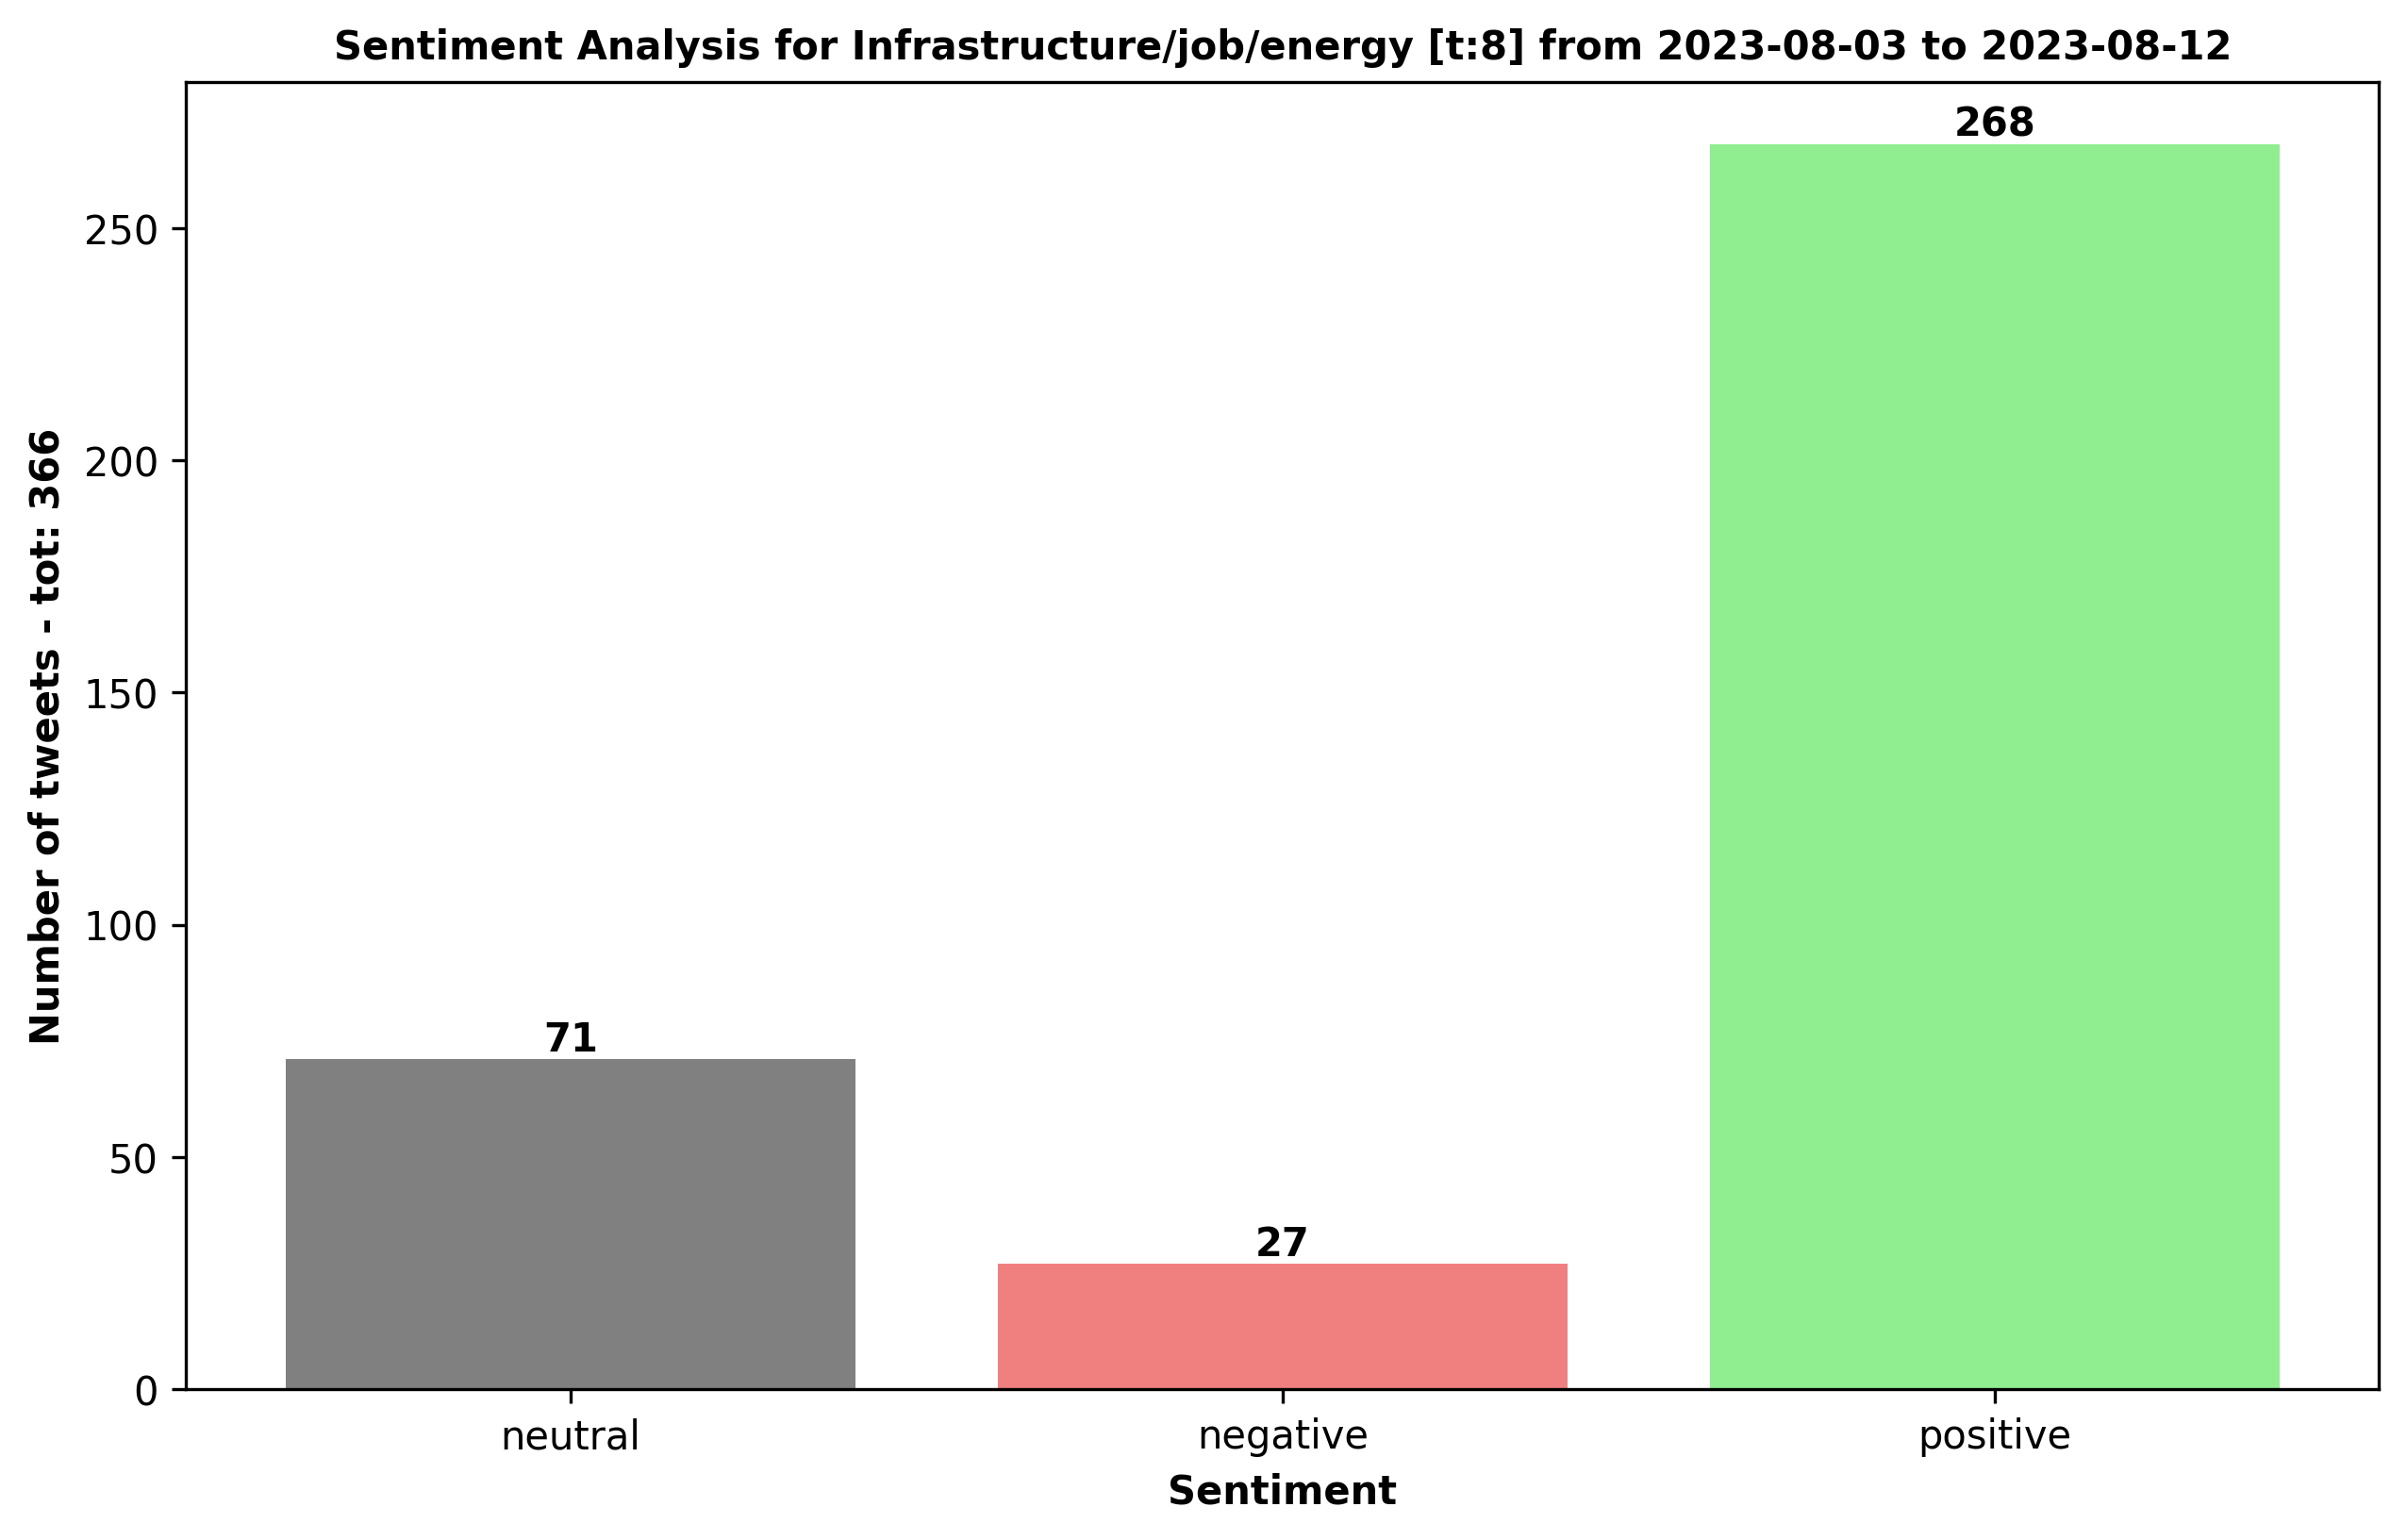 Sentiment Analysis for Infrastructure/job/energy [t:8] from 2023-08-03 to 2023-08-12
Number of tweets - tot: 366
250
200
150
100
50
0
71
27
268
neutral
negative
positive
Sentiment